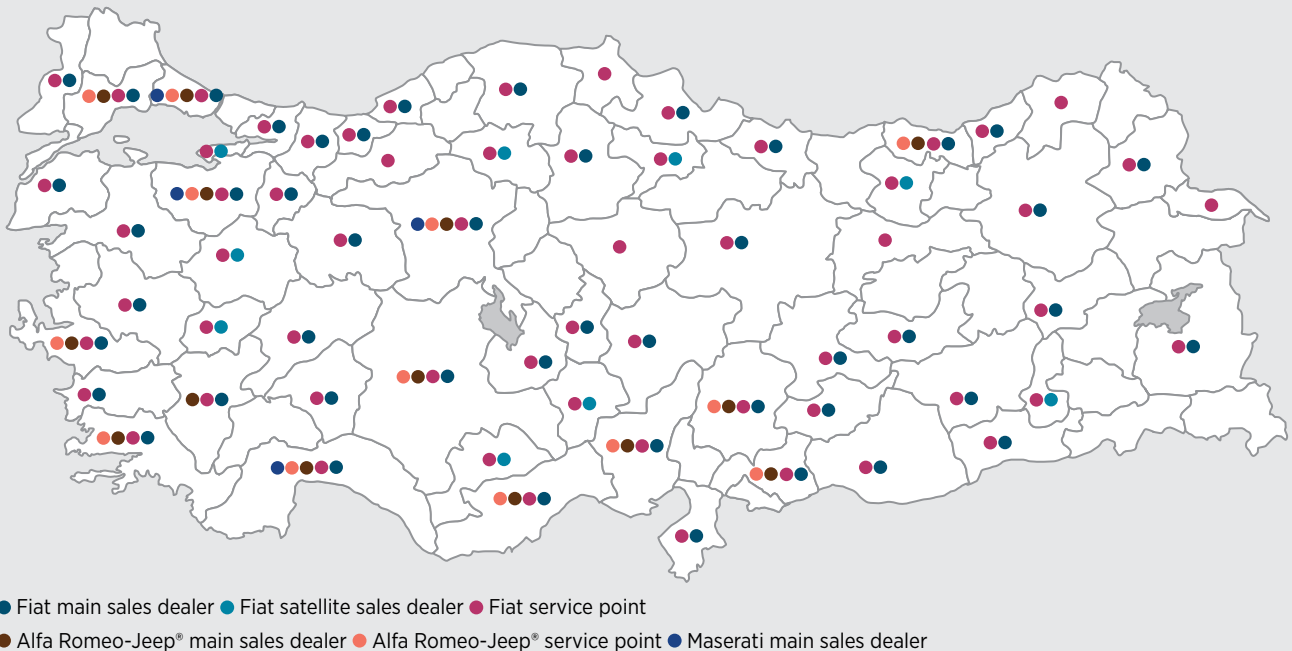 Fiat main sales dealer Fiat satellite sales dealer Fiat service point
Alfa Romeo-Jeep® main sales dealer Alfa Romeo-Jeep® service point Maserati main sales dealer